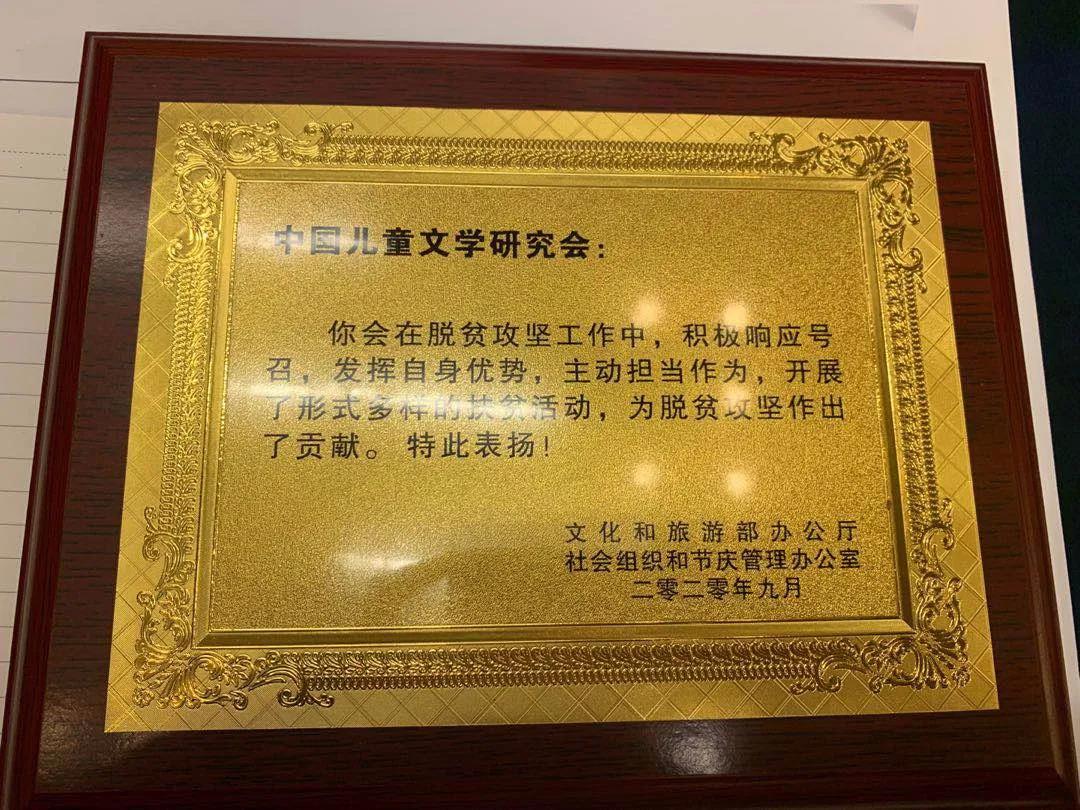 中国儿童文学研究会：
你会在脱贫攻坚工作中，积极响应号
召，发挥自身优势，主动担当作为，开展
了形式多样的扶贫活动，为脱贫攻坚作出
了贡献。特此表扬！
文化和旅游部办公厅
社会组织和节庆管理办公室
二零二零年九月